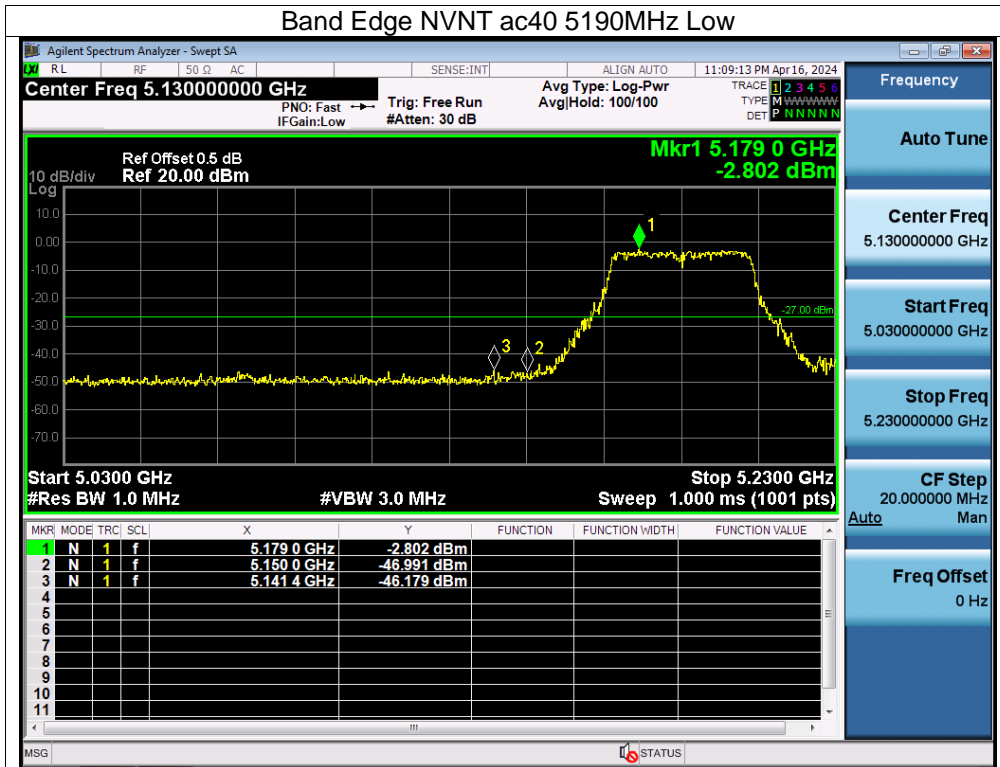 Band Edge NVNT ac40 5190MHz Low
Agilent Spectrum Analyzer - Swept SA
LXI RL RF 50 Ω AC SENSE:INT ALIGN AUTO 11:09:13 PM Apr 16, 2024
Center Freq 5.130000000 GHz
PNO: Fast
IFGain:Low
Trig: Free Run
#Atten: 30 dB
Avg Type: Log-Pwr
Avg|Hold: 100/100
TRACE 1 2 3 4 5 6
TYPE M WWWWW
DET P N N N N N
Ref Offset 0.5 dB
10 dB/div Ref 20.00 dBm
Log
Mkr1 5.179 0 GHz
-2.802 dBm
10.0
0.00
-10.0
-20.0
-30.0
-40.0
-50.0
-60.0
-70.0
1
-27.00 dBm
3
2
Start 5.0300 GHz Stop 5.2300 GHz
#Res BW 1.0 MHz #VBW 3.0 MHz Sweep 1.000 ms (1001 pts)
MKR MODE TRC SCL X Y FUNCTION FUNCTION WIDTH FUNCTION VALUE
1 N 1 f 5.179 0 GHz -2.802 dBm
2 N 1 f 5.150 0 GHz -46.991 dBm
3 N 1 f 5.141 4 GHz -46.179 dBm
4
5
6
7
8
9
10
11
MSG STATUS
Frequency
Auto Tune
Center Freq
5.130000000 GHz
Start Freq
5.030000000 GHz
Stop Freq
5.230000000 GHz
CF Step
20.000000 MHz
Auto Man
Freq Offset
0 Hz